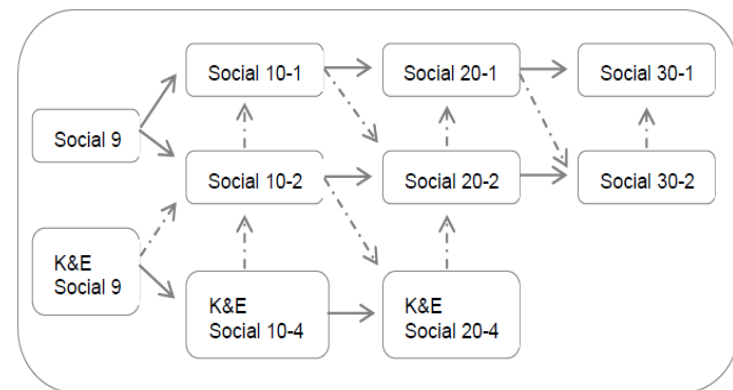 Social 10-1
Social 20-1
Social 30-1
Social 9
Social 10-2
Social 20-2
Social 30-2
K&E
Social 9
K&E
Social 10-4
K&E
Social 20-4